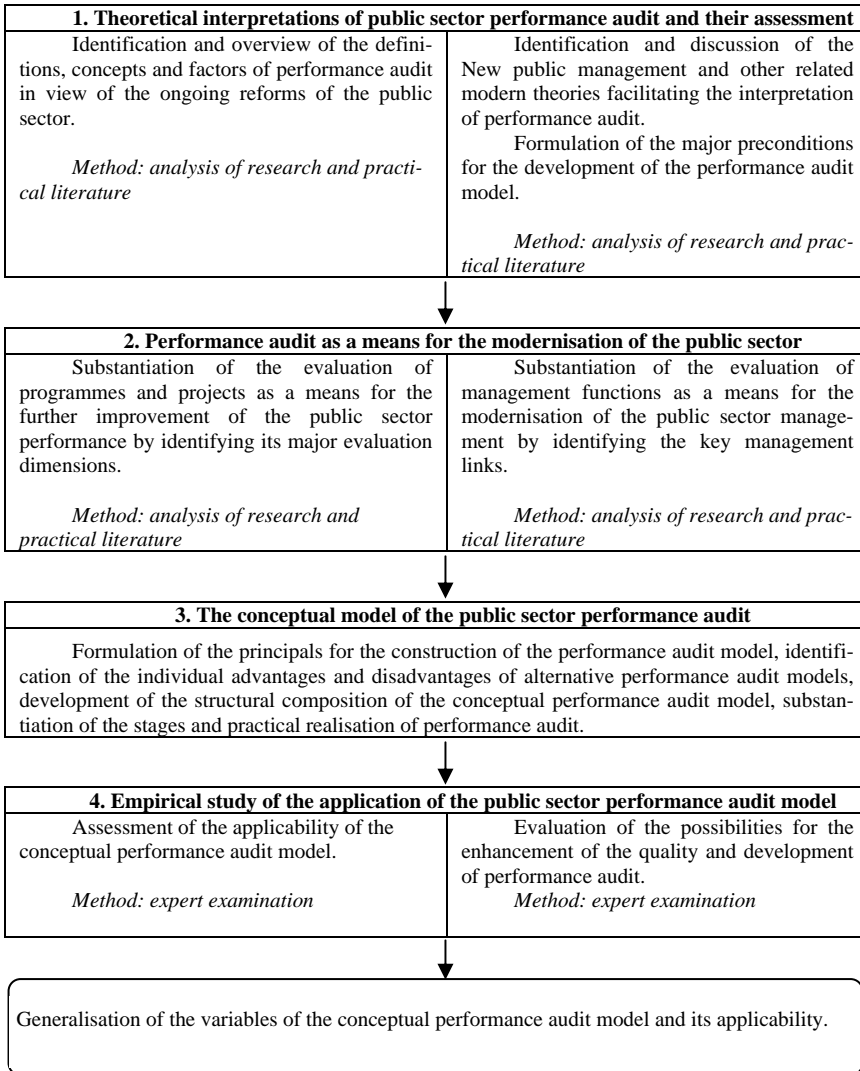 1. Theoretical interpretations of public sector performance audit and their assessment
Identification and overview of the defini-
tions, concepts and factors of performance audit
in view of the ongoing reforms of the public
sector.
Method: analysis of research and practi-
cal literature
Identification and discussion of the
New public management and other related
modern theories facilitating the interpretation
of performance audit.
Formulation of the major preconditions
for the development of the performance audit
model.
Method: analysis of research and prac-
tical literature
2. Performance audit as a means for the modernisation of the public sector
Substantiation of the evaluation of
programmes and projects as a means for the
further improvement of the public sector
performance by identifying its major evaluation
dimensions.
Method: analysis of research and
practical literature
Substantiation of the evaluation of
management functions as a means for the
modernisation of the public sector manage-
ment by identifying the key management
links.
Method: analysis of research and prac-
tical literature
3. The conceptual model of the public sector performance audit
Formulation of the principals for the construction of the performance audit model, identifi-
cation of the individual advantages and disadvantages of alternative performance audit models,
development of the structural composition of the conceptual performance audit model, substan-
tiation of the stages and practical realisation of performance audit.
4. Empirical study of the application of the public sector performance audit model
Assessment of the applicability of the
conceptual performance audit model.
Method: expert examination
Evaluation of the possibilities for the
enhancement of the quality and development
of performance audit.
Method: expert examination
Generalisation of the variables of the conceptual performance audit model and its applicability.